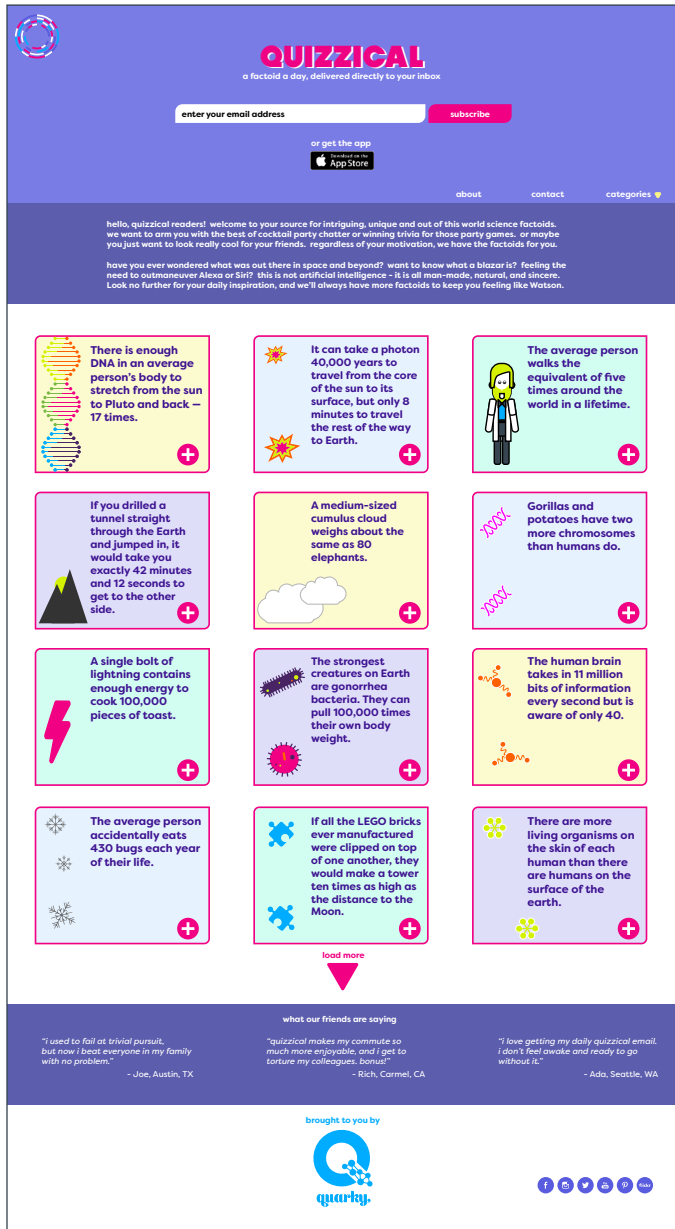 QUIZZICAL
a factoid a day, delivered directly to your inbox
enter your email address
subscribe
or get the app
Download on the
App Store
about
contact
categories
hello, quizzical readers!  welcome to your source for intriguing, unique and out of this world science factoids.
we want to arm you with the best of cocktail party chatter or winning trivia for those party games.  or maybe
you just want to look really cool for your friends.  regardless of your motivation, we have the factoids for you.
have you ever wondered what was out there in space and beyond?  want to know what a blazar is?  feeling the
need to outmaneuver Alexa or Siri?  this is not artificial intelligence - it is all man-made, natural, and sincere.
Look no further for your daily inspiration, and we'll always have more factoids to keep you feeling like Watson.
There is enough
DNA in an average
person's body to
stretch from the sun
to Pluto and back —
17 times.
It can take a photon
40,000 years to
travel from the core
of the sun to its
surface, but only 8
minutes to travel
the rest of the way
to Earth.
The average person
walks the
equivalent of five
times around the
world in a lifetime.
If you drilled a
tunnel straight
through the Earth
and jumped in, it
would take you
exactly 42 minutes
and 12 seconds to
get to the other
side.
A medium-sized
cumulus cloud
weighs about the
same as 80
elephants.
Gorillas and
potatoes have two
more chromosomes
than humans do.
A single bolt of
lightning contains
enough energy to
cook 100,000
pieces of toast.
The strongest
creatures on Earth
are gonorrhea
bacteria. They can
pull 100,000 times
their own body
weight.
The human brain
takes in 11 million
bits of information
every second but is
aware of only 40.
The average person
accidentally eats
430 bugs each year
of their life.
If all the LEGO bricks
ever manufactured
were clipped on top
of one another, they
would make a tower
ten times as high as
the distance to the
Moon.
There are more
living organisms on
the skin of each
human than there
are humans on the
surface of the
earth.
load more
what our friends are saying
"i used to fail at trivial pursuit,
but now i beat everyone in my family
with no problem."
- Joe, Austin, TX
"quizzical makes my commute so
much more enjoyable, and i get to
torture my colleagues. bonus!"
- Rich, Carmel, CA
"i love getting my daily quizzical email.
i don't feel awake and ready to go
without it."
- Ada, Seattle, WA
brought to you by
quarky.
flickr